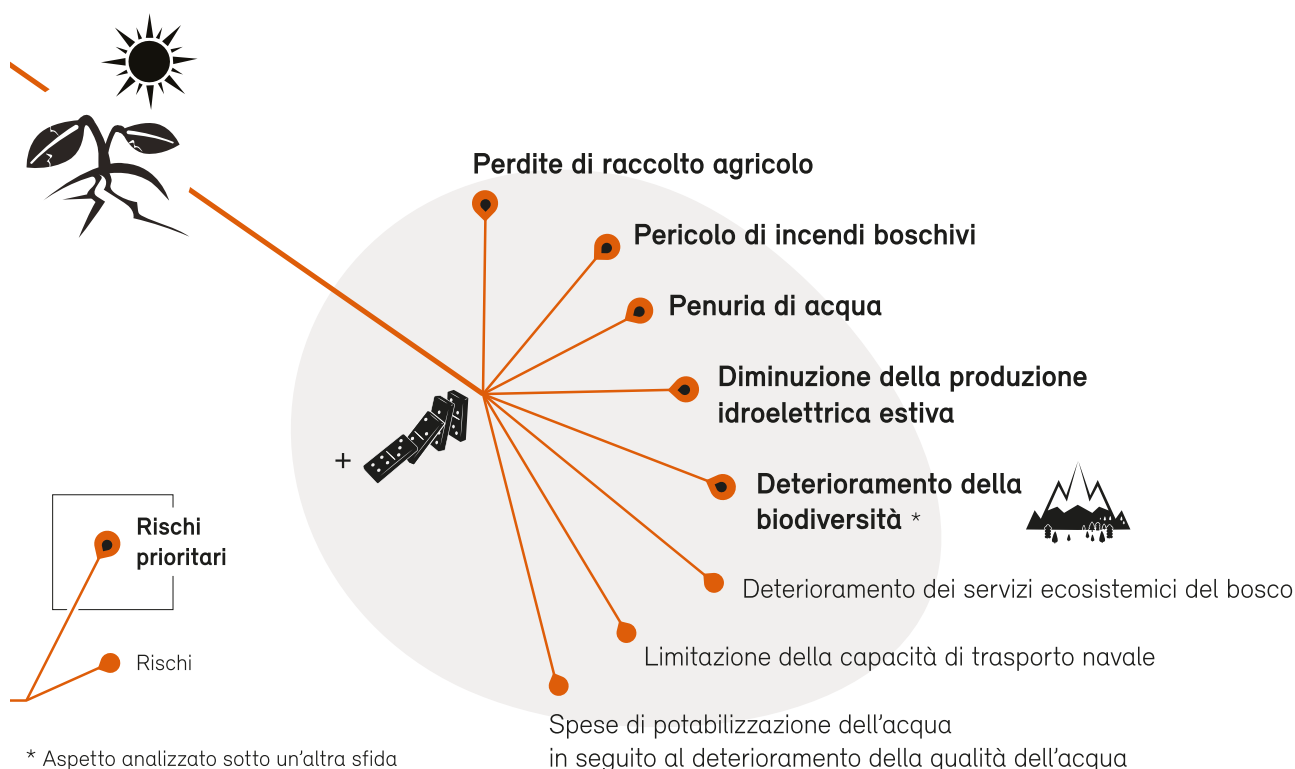 Perdite di raccolto agricolo
Pericolo di incendi boschivi
Penuria di acqua
Diminuzione della produzione
idroelettrica estiva
+
Deterioramento della
biodiversità *
Rischi
prioritari
Deterioramento dei servizi ecosistemici del bosco
Limitazione della capacità di trasporto navale
Rischi
Spese di potabilizzazione dell'acqua
in seguito al deterioramento della qualità dell'acqua
* Aspetto analizzato sotto un'altra sfida